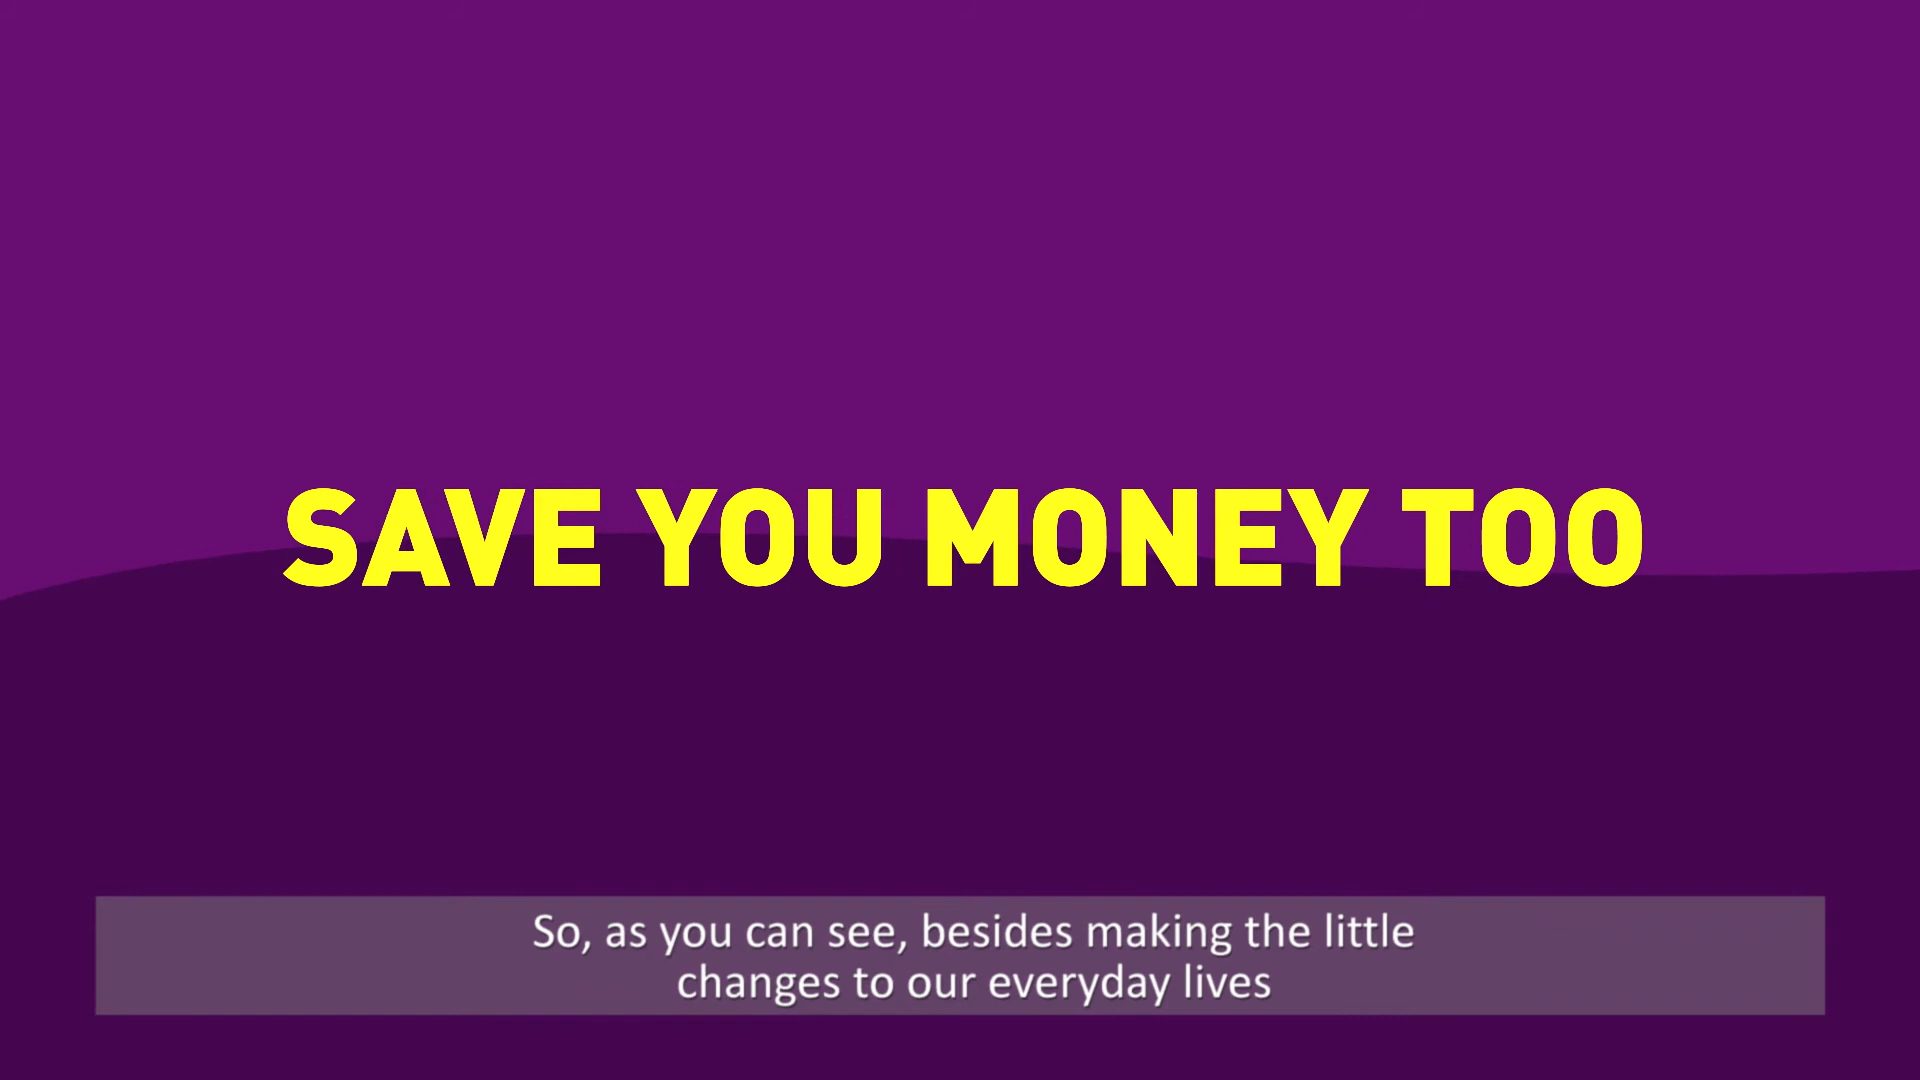 SAVE YOU MONEY TOO
So, as you can see, besides making the little
changes to our everyday lives